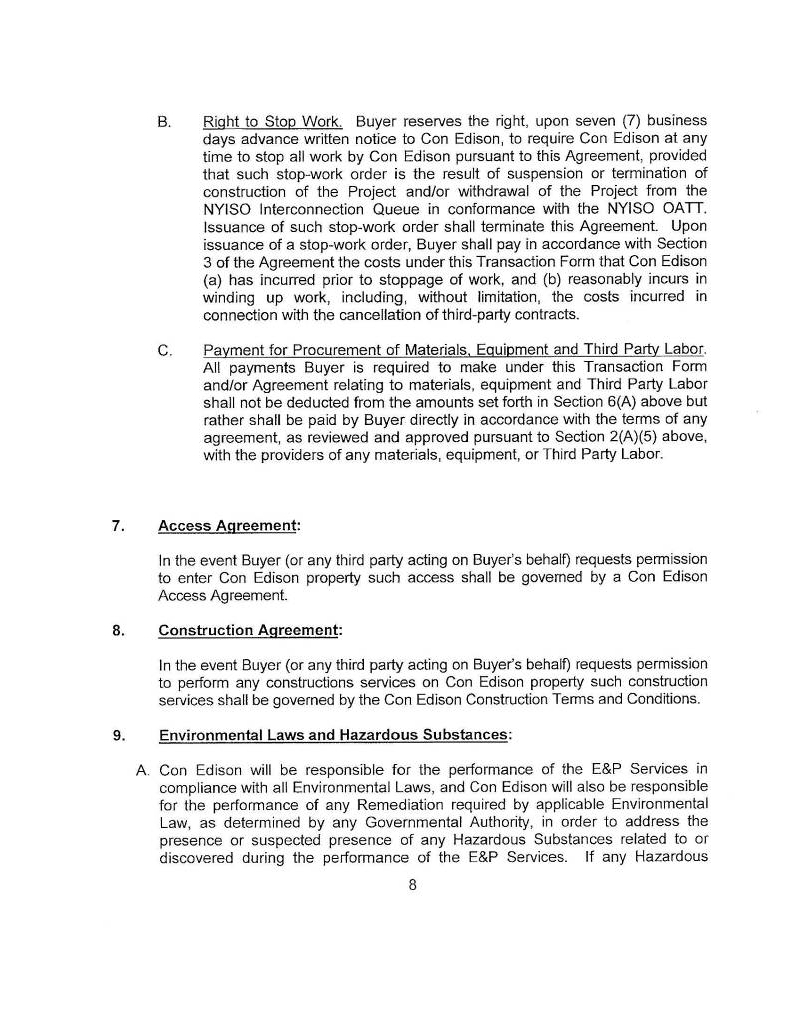 B. Right to Stop Work. Buyer reserves the right, upon seven (7) business
days advance written notice to Con Edison, to require Con Edison at any
time to stop all work by Con Edison pursuant to this Agreement, provided
that such stop-work order is the result of suspension or termination of
construction of the Project and/or withdrawal of the Project from the
NYISO Interconnection Queue in conformance with the NYISO OATT.
Issuance of such stop-work order shall terminate this Agreement. Upon
issuance of a stop-work order, Buyer shall pay in accordance with Section
3 of the Agreement the costs under this Transaction Form that Con Edison
(a) has incurred prior to stoppage of work, and (b) reasonably incurs in
winding up work, including, without limitation, the costs incurred in
connection with the cancellation of third-party contracts.
C. Payment for Procurement of Materials, Equipment and Third Party Labor.
All payments Buyer is required to make under this Transaction Form
and/or Agreement relating to materials, equipment and Third Party Labor
shall not be deducted from the amounts set forth in Section 6(A) above but
rather shall be paid by Buyer directly in accordance with the terms of any
agreement, as reviewed and approved pursuant to Section 2(A)(5) above,
with the providers of any materials, equipment, or Third Party Labor.
7. Access Agreement:
In the event Buyer (or any third party acting on Buyer's behalf) requests permission
to enter Con Edison property such access shall be governed by a Con Edison
Access Agreement.
8. Construction Agreement:
In the event Buyer (or any third party acting on Buyer's behalf) requests permission
to perform any constructions services on Con Edison property such construction
services shall be governed by the Con Edison Construction Terms and Conditions.
9. Environmental Laws and Hazardous Substances:
A. Con Edison will be responsible for the performance of the E&P Services in
compliance with all Environmental Laws, and Con Edison will also be responsible
for the performance of any Remediation required by applicable Environmental
Law, as determined by any Governmental Authority, in order to address the
presence or suspected presence of any Hazardous Substances related to or
discovered during the performance of the E&P Services. If any Hazardous
8